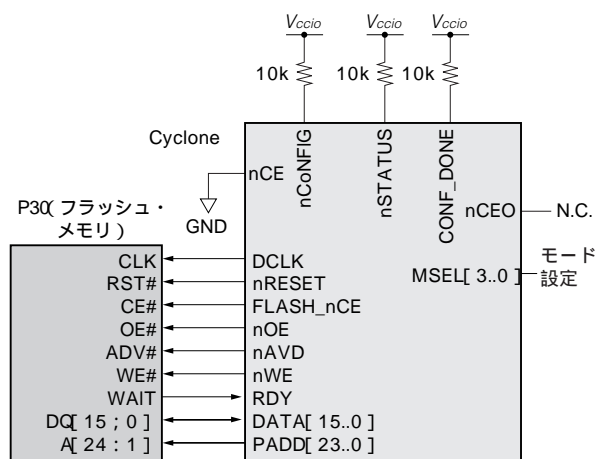 Vccio Vccio Vccio
10k 10k 10k
Cyclone
nCE
nCoNFIG
nSTATUS
CONF_DONE
nCEO
N.C.
GND
P30(フラッシュ・
メモリ)
MSEL[3..0]
モード
設定
CLK DCLK
RST# nRESET
CE# FLASH_nCE
OE# nOE
ADV# nAVD
WE# nWE
WAIT RDY
DQ[15;0] DATA[15..0]
A[24:1] PADD[23..0]